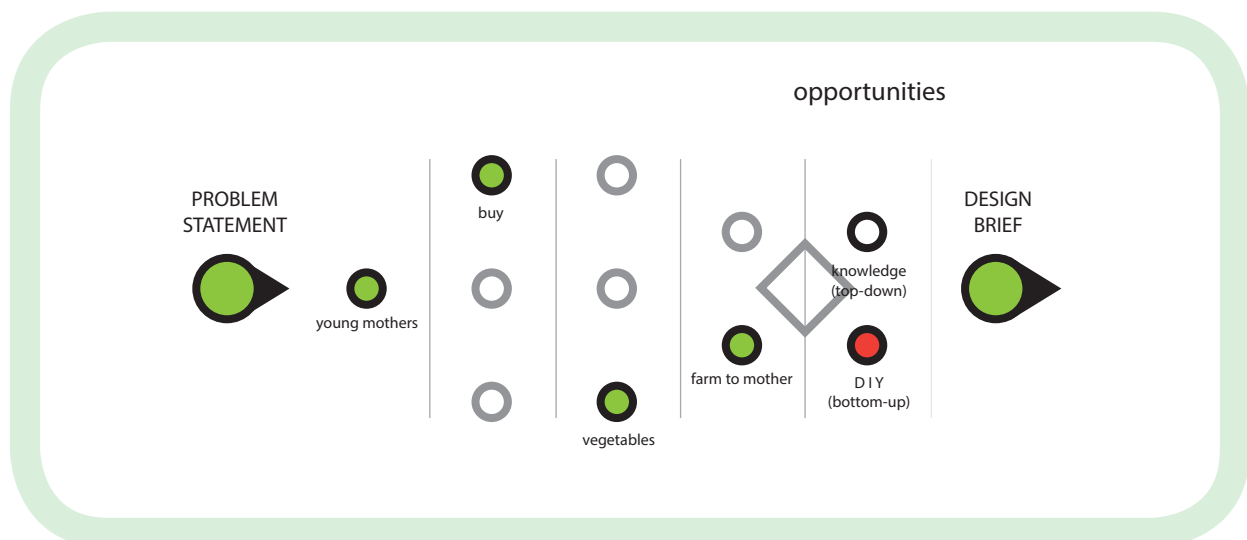 opportunities
PROBLEM
STATEMENT
young mothers
buy
vegetables
farm to mother
knowledge
(top-down)
D I Y
(bottom-up)
DESIGN
BRIEF